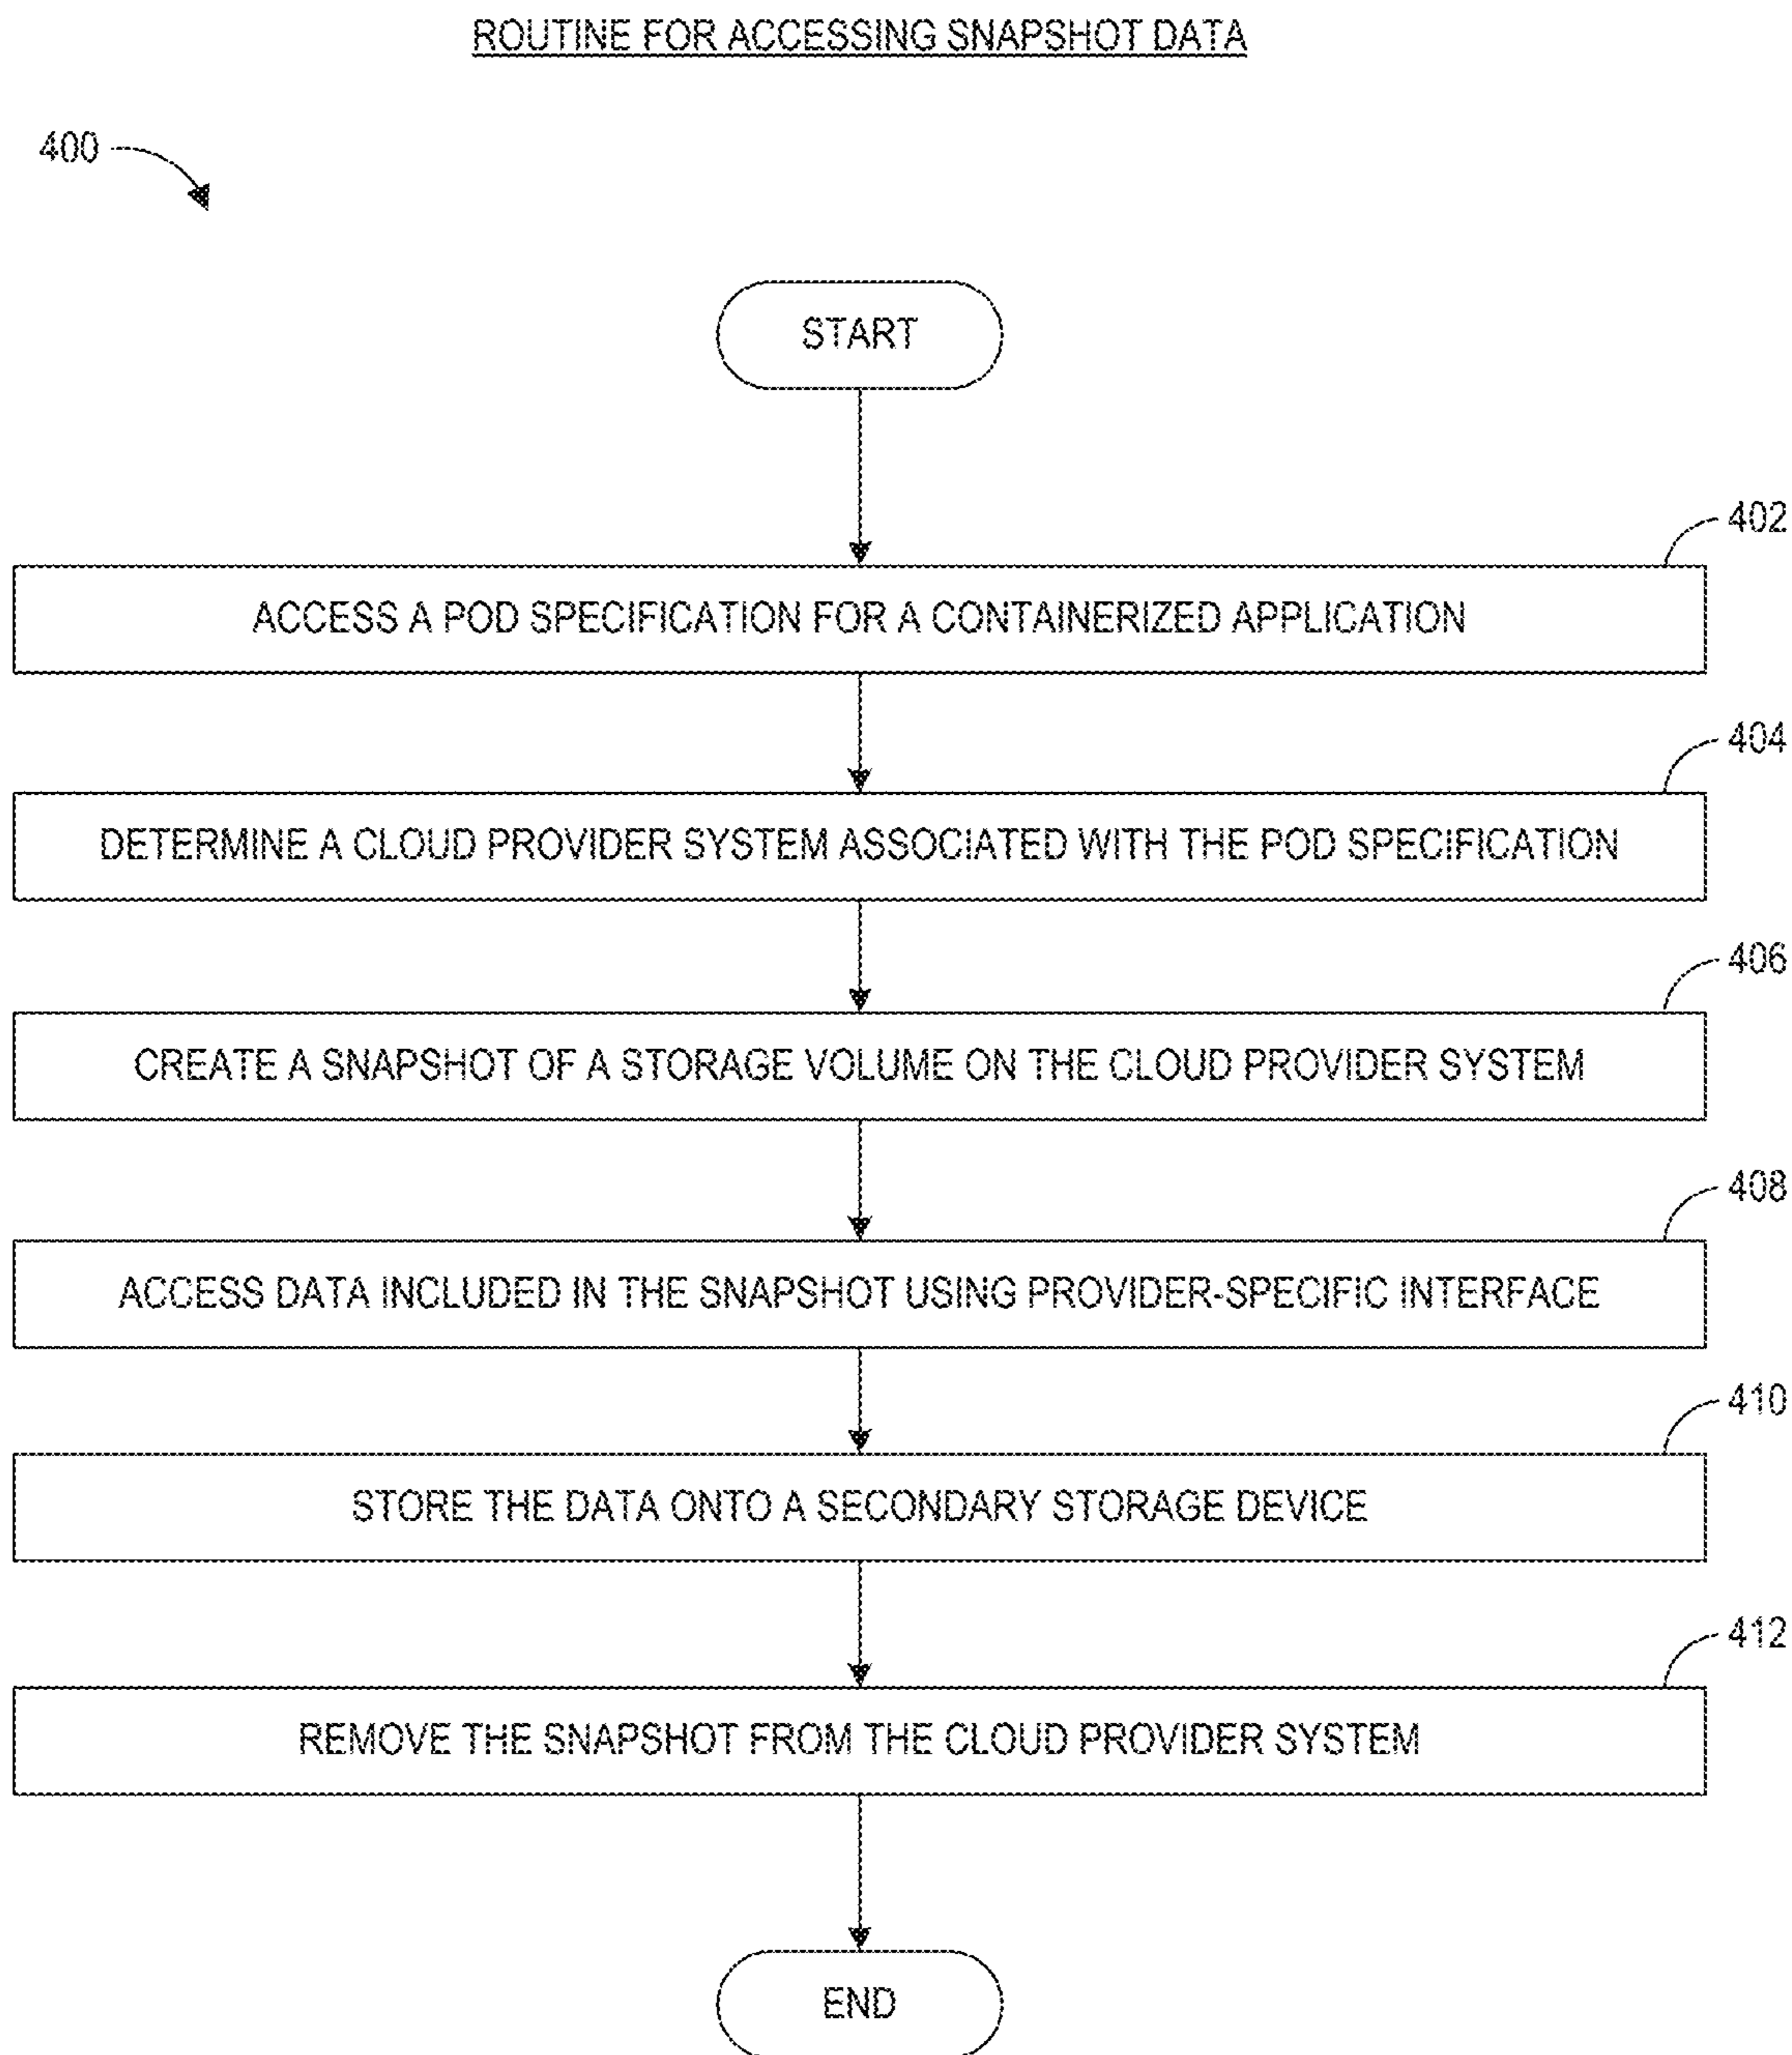 ROUTINE FOR ACCESSING SNAPSHOT DATA
400
START
402
ACCESS A POD SPECIFICATION FOR A CONTAINERIZED APPLICATION
404
DETERMINE A CLOUD PROVIDER SYSTEM ASSOCIATED WITH THE POD SPECIFICATION
406
CREATE A SNAPSHOT OF A STORAGE VOLUME ON THE CLOUD PROVIDER SYSTEM
408
ACCESS DATA INCLUDED IN THE SNAPSHOT USING PROVIDER-SPECIFIC INTERFACE
410
STORE THE DATA ONTO A SECONDARY STORAGE DEVICE
412
REMOVE THE SNAPSHOT FROM THE CLOUD PROVIDER SYSTEM
END